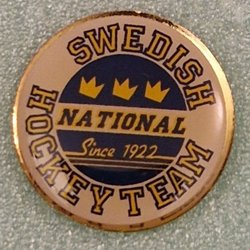 SWEDISH
NATIONAL
Since 1922
HOCKEY TEAM